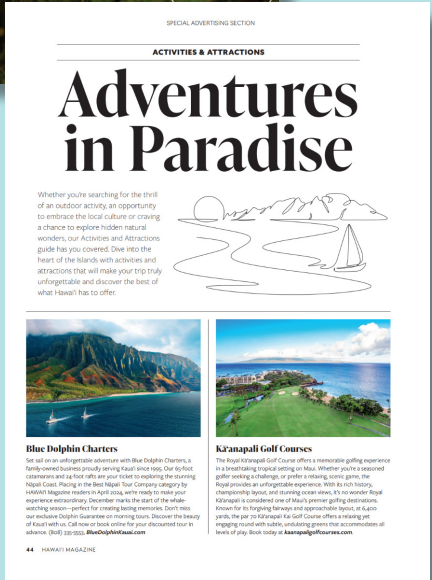 SPECIAL ADVERTISING SECTION
ACTIVITIES & ATTRACTIONS
Adventures
in Paradise
Whether you're searching for the thrill
of an outdoor activity, an opportunity
to embrace the local culture or craving
a chance to explore hidden natural
wonders, our Activities and Attractions
guide has you covered. Dive into the
heart of the Islands with activities and
attractions that will make your trip truly
unforgettable and discover the best of
what Hawai'i has to offer.
Blue Dolphin Charters
Set sail on an unforgettable adventure with Blue Dolphin Charters, a
family-owned business proudly serving Kaua'i since 1995. Our 65-foot
catamarans and 24-foot rafts are your ticket to exploring the stunning
Nāpali Coast. Placing in the Best Nāpali Tour Company category by
HAWAI'I Magazine readers in April 2024, we're ready to make your
experience extraordinary. December marks the start of the whale-
watching season—perfect for creating lasting memories. Don't miss
our exclusive Dolphin Guarantee on morning tours. Discover the beauty
of Kaua'i with us. Call now or book online for your discounted tour in
advance. (808) 335-5553, BlueDolphinKauai.com
Kā'anapali Golf Courses
The Royal Kā'anapali Golf Course offers a memorable golfing experience
in a breathtaking tropical setting on Maui. Whether you're a seasoned
golfer seeking a challenge, or prefer a relaxing, scenic game, the
Royal provides an unforgettable experience. With its rich history,
championship layout, and stunning ocean views, it's no wonder Royal
Kā'anapali is considered one of Maui's premier golfing destinations.
Known for its forgiving fairways and approachable layout, at 6,400
yards, the par 70 Kā'anapali Kai Golf Course offers a relaxing yet
engaging round with subtle, undulating greens that accommodates all
levels of play. Book today at kaanapaligolfcourses.com.
44 HAWAI'I MAGAZINE